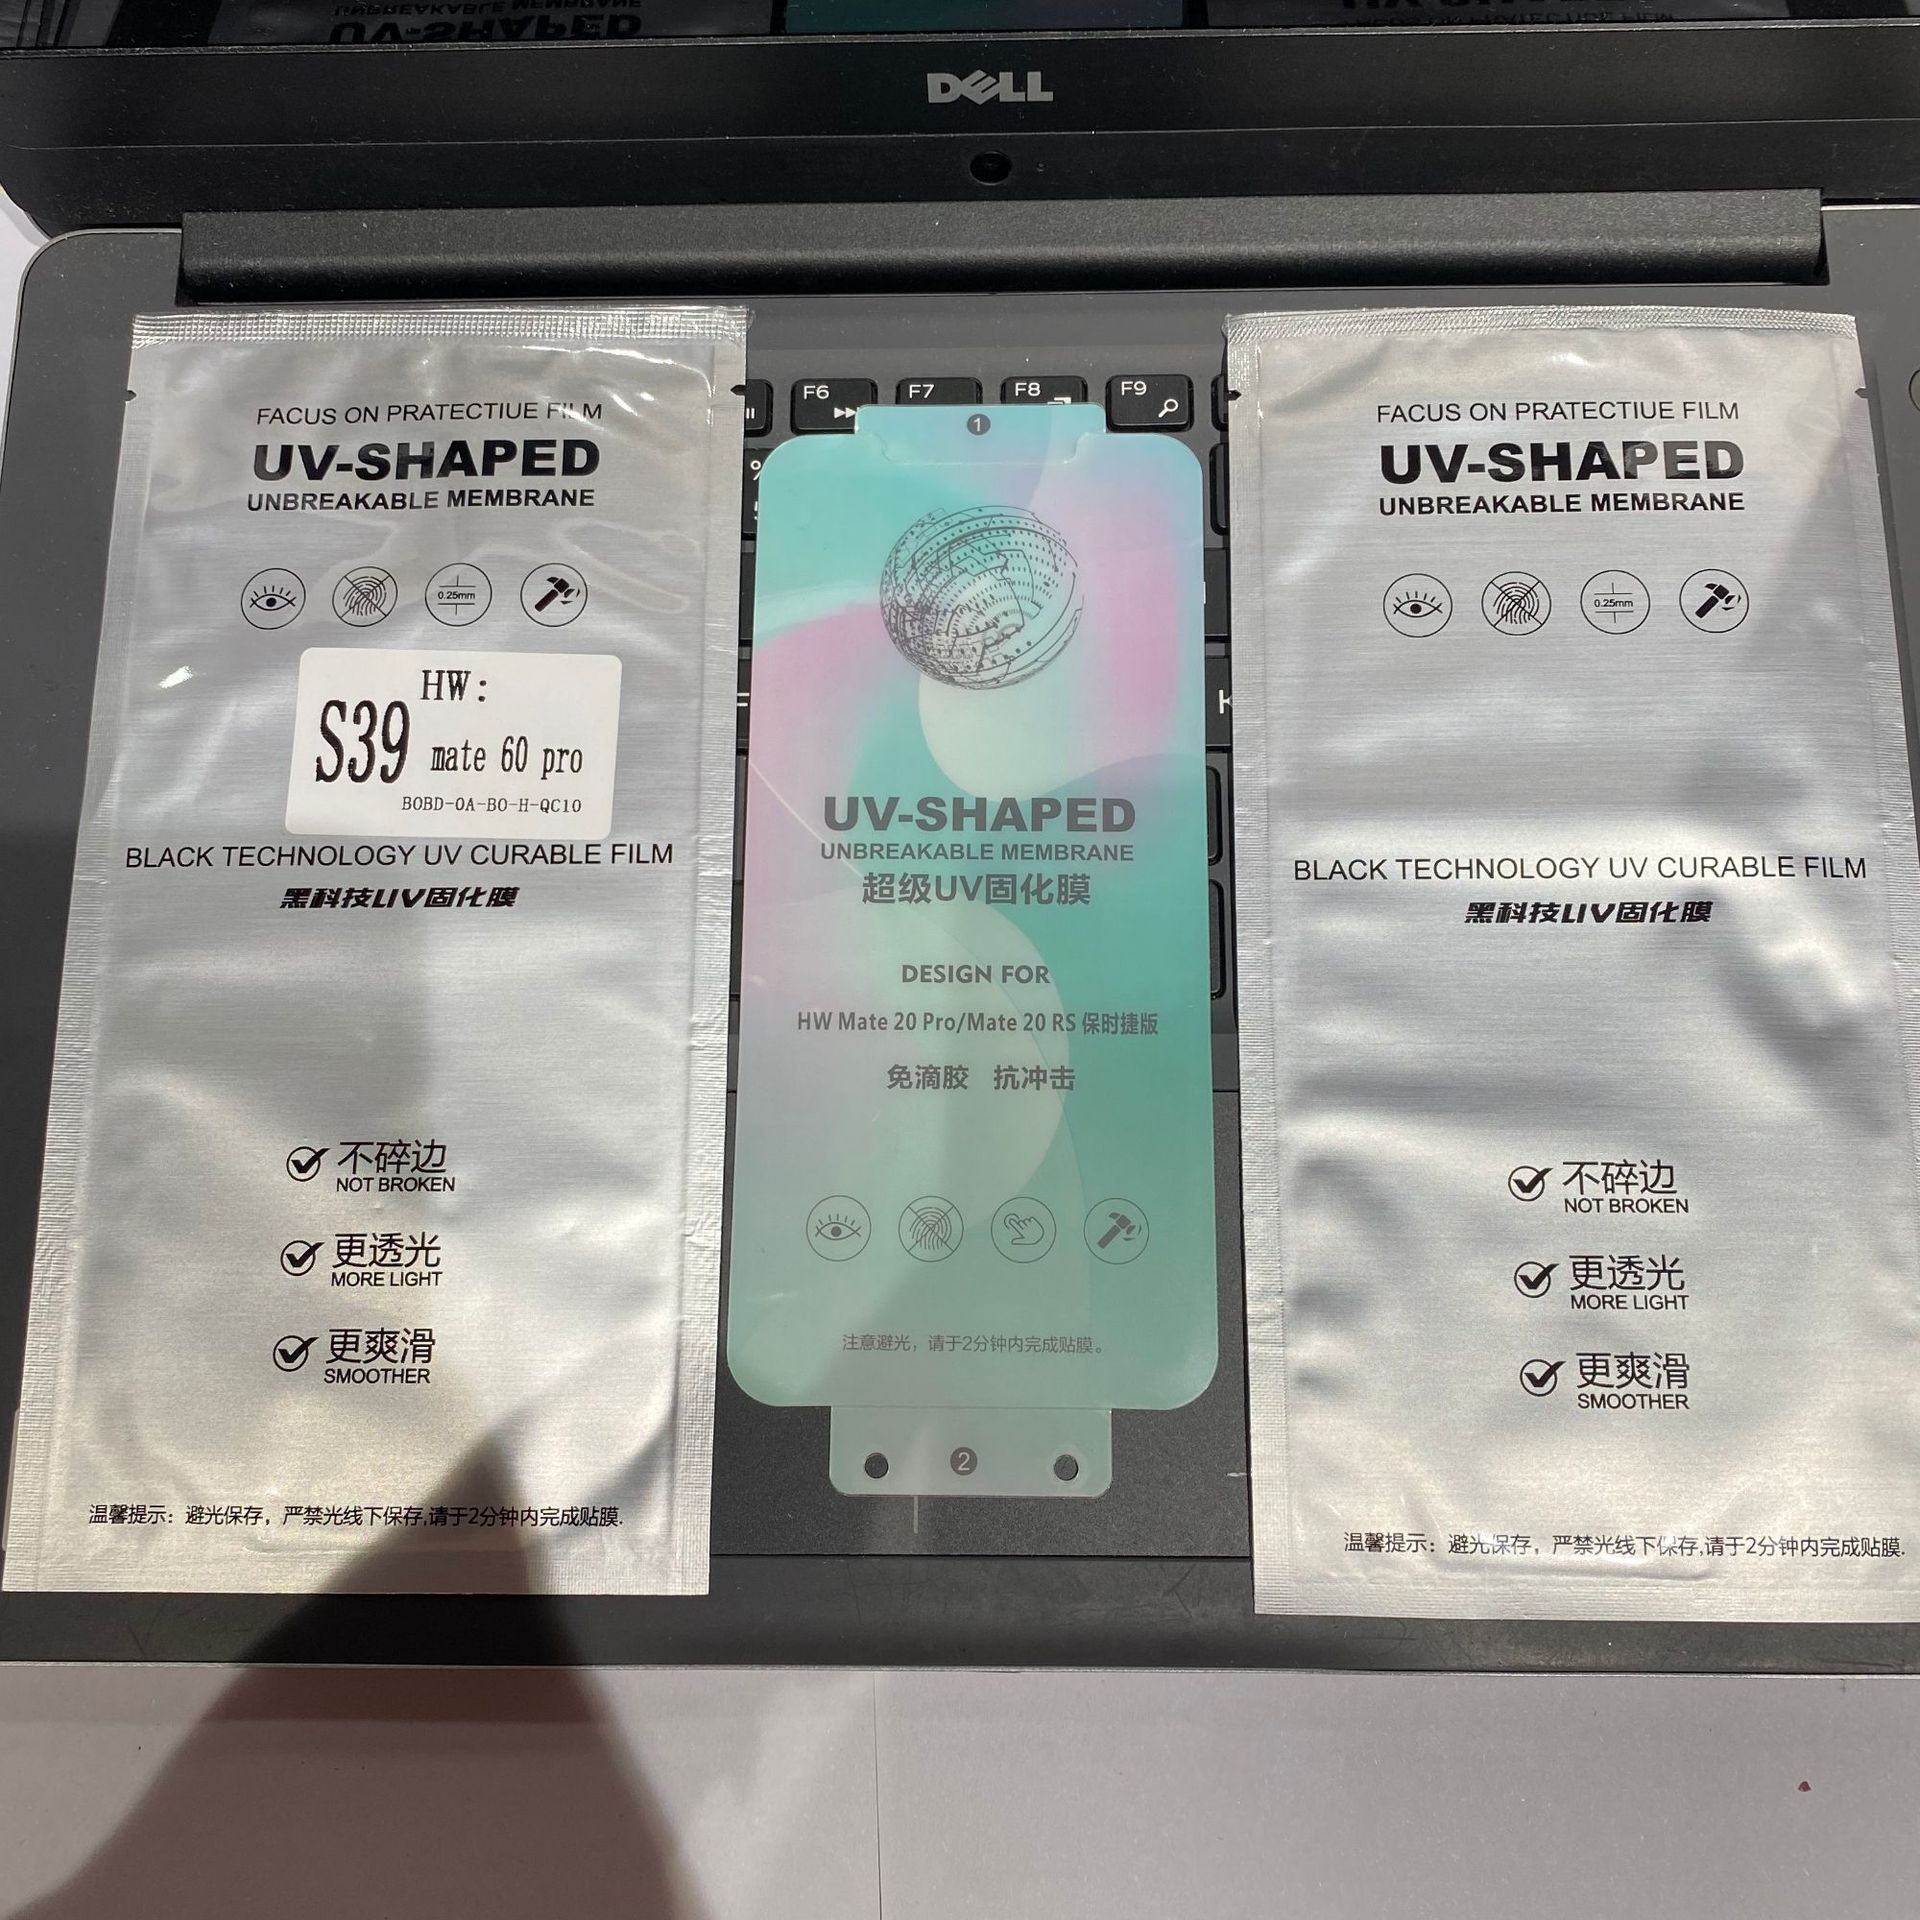 DELL
F6
F7
F8
F9
FACUS ON PRATECTIUE FILM
UV-SHAPED
UNBREAKABLE MEMBRANE
0.25mm
HW:
S39
mate 60 pro
BOBD-0A-BO-H-QC10
BLACK TECHNOLOGY UV CURABLE FILM
黑科技UV固化膜
不碎边
NOT BROKEN
更透光
MORE LIGHT
更爽滑
SMOOTHER
温馨提示：避光保存，严禁光线下保存,请于2分钟内完成贴膜.
1
UV-SHAPED
UNBREAKABLE MEMBRANE
超级UV固化膜
DESIGN FOR
HW Mate 20 Pro/Mate 20 RS 保时捷版
免滴胶 抗冲击
注意避光，请于2分钟内完成贴膜。
2
FACUS ON PRATECTIUE FILM
UV-SHAPED
UNBREAKABLE MEMBRANE
0.25mm
BLACK TECHNOLOGY UV CURABLE FILM
黑科技UV固化膜
不碎边
NOT BROKEN
更透光
MORE LIGHT
更爽滑
SMOOTHER
温馨提示：避光保存，严禁光线下保存,请于2分钟内完成贴膜.